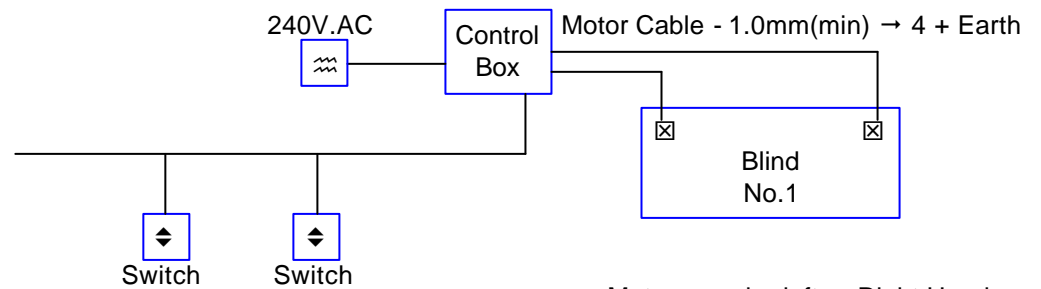 240V.AC
Control
Box
Motor Cable - 1.0mm(min) → 4 + Earth
Blind
No.1
Switch
Switch